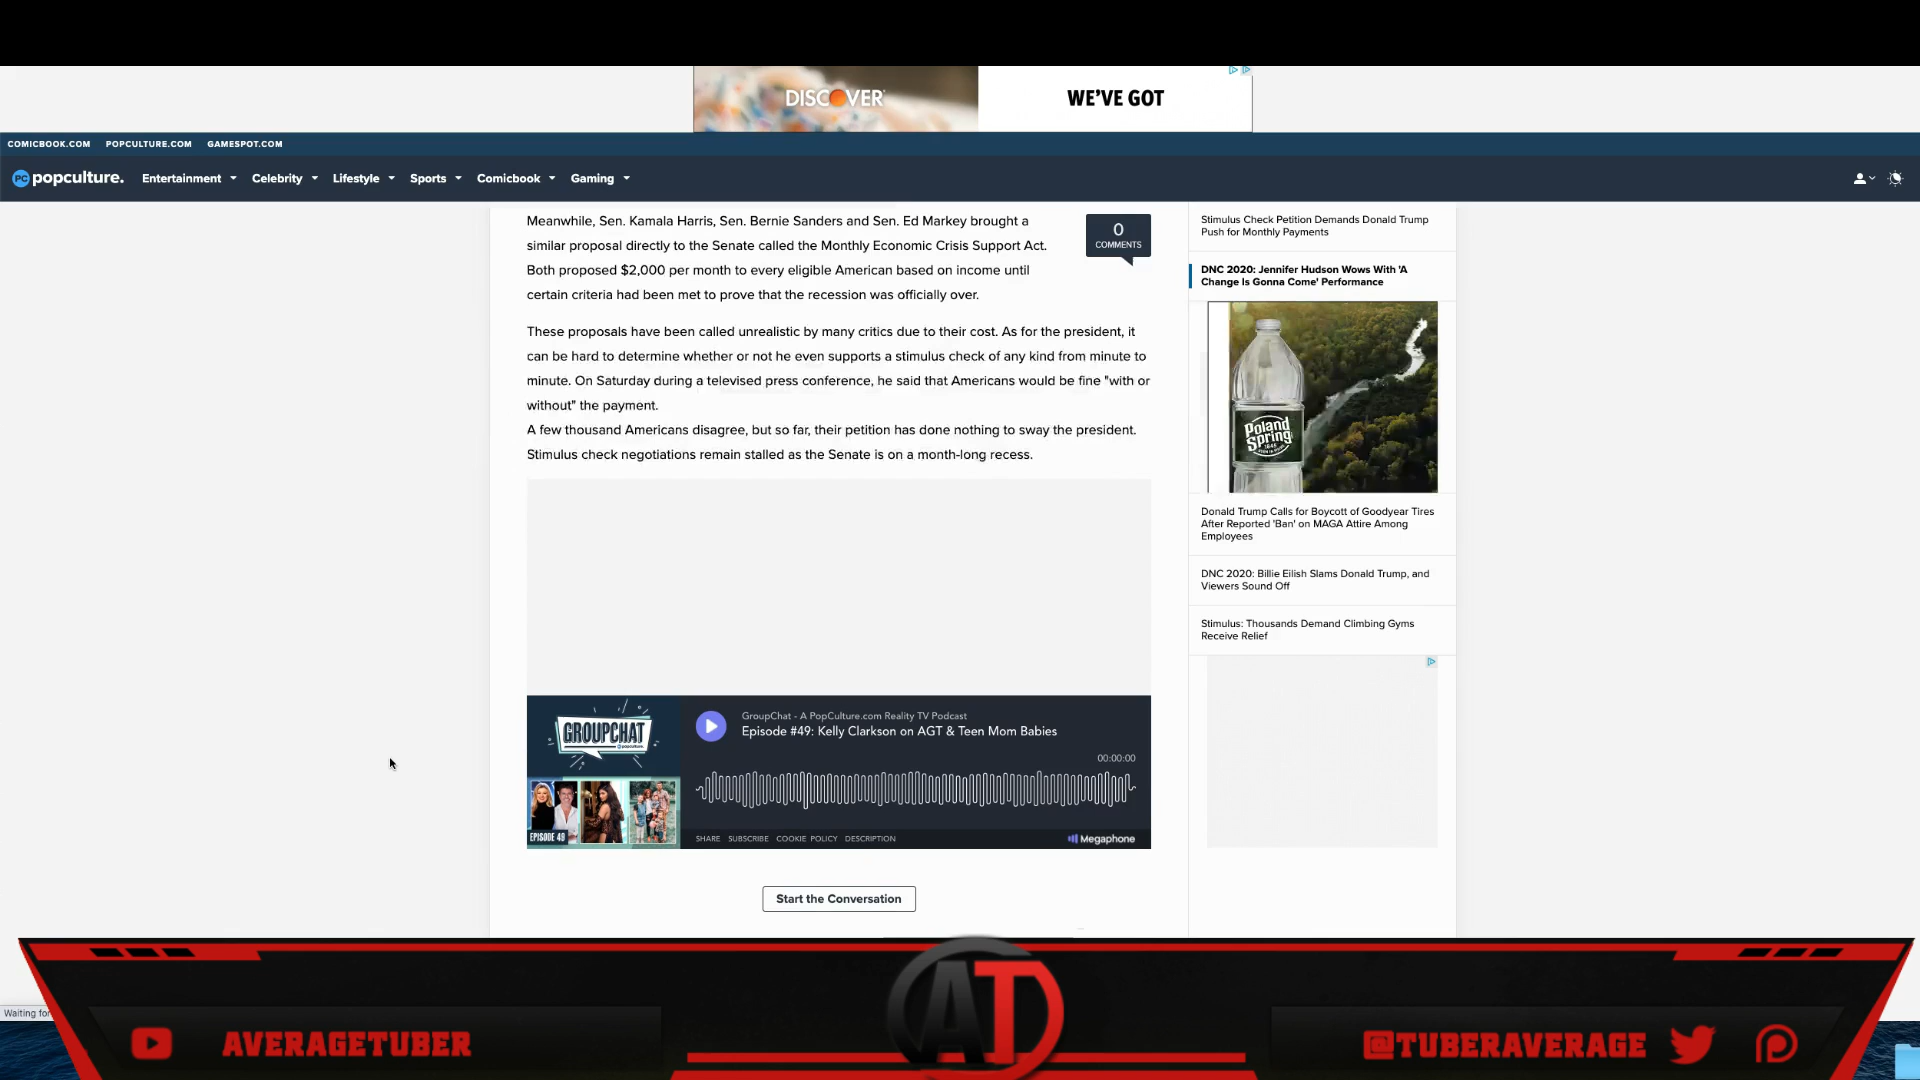 DISCOVER
WE'VE GOT
COMICBOOK.COM POPCULTURE.COM GAMESPOT.COM
PC popculture. Entertainment Celebrity Lifestyle Sports Comicbook Gaming
Meanwhile, Sen. Kamala Harris, Sen. Bernie Sanders and Sen. Ed Markey brought a
similar proposal directly to the Senate called the Monthly Economic Crisis Support Act.
Both proposed $2,000 per month to every eligible American based on income until
certain criteria had been met to prove that the recession was officially over.
0
COMMENTS
These proposals have been called unrealistic by many critics due to their cost. As for the president, it
can be hard to determine whether or not he even supports a stimulus check of any kind from minute to
minute. On Saturday during a televised press conference, he said that Americans would be fine "with or
without" the payment.
A few thousand Americans disagree, but so far, their petition has done nothing to sway the president.
Stimulus check negotiations remain stalled as the Senate is on a month-long recess.
GROUPCHAT
popculture.
EPISODE 49
GroupChat - A PopCulture.com Reality TV Podcast
Episode #49: Kelly Clarkson on AGT & Teen Mom Babies
00:00:00
SHARE SUBSCRIBE COOKIE POLICY DESCRIPTION
Megaphone
Start the Conversation
Stimulus Check Petition Demands Donald Trump
Push for Monthly Payments
DNC 2020: Jennifer Hudson Wows With 'A
Change Is Gonna Come' Performance
Poland
Spring
1845
Donald Trump Calls for Boycott of Goodyear Tires
After Reported 'Ban' on MAGA Attire Among
Employees
DNC 2020: Billie Eilish Slams Donald Trump, and
Viewers Sound Off
Stimulus: Thousands Demand Climbing Gyms
Receive Relief
Waiting for
AVERAGETUBER
AT
@TUBERAVERAGE